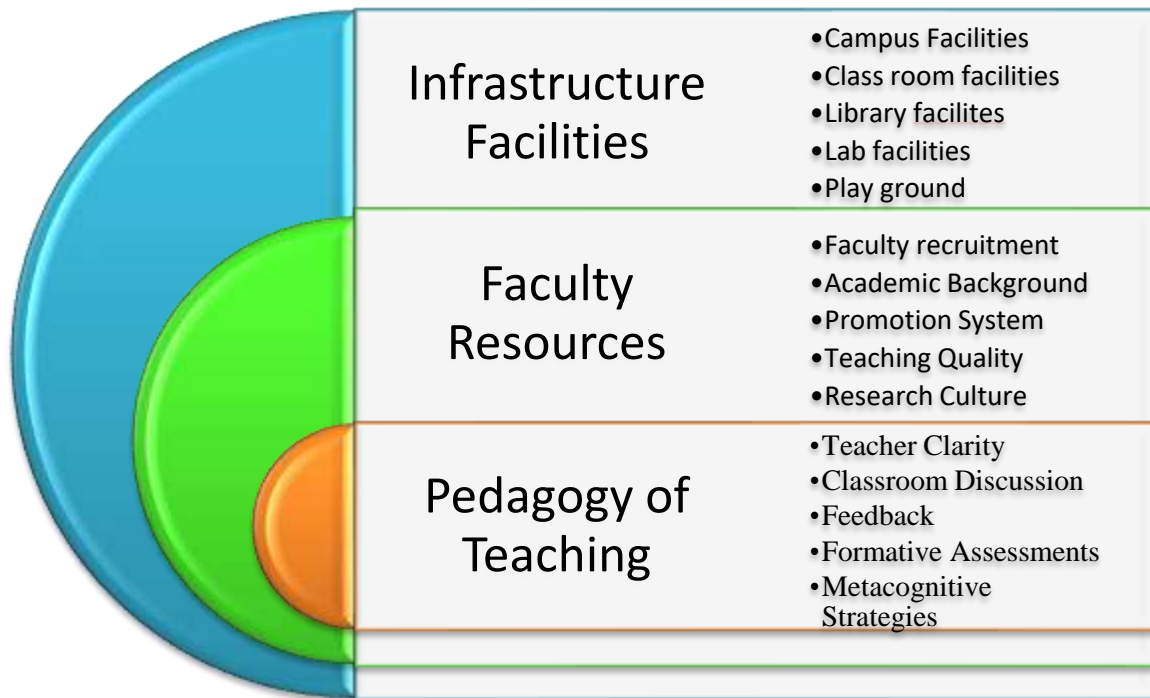 Infrastructure
Facilities
•Campus Facilities
•Class room facilities
•Library facilites
•Lab facilities
•Play ground
Faculty
Resources
•Faculty recruitment
•Academic Background
•Promotion System
•Teaching Quality
•Research Culture
Pedagogy of
Teaching
•Teacher Clarity
•Classroom Discussion
•Feedback
•Formative Assessments
•Metacognitive
Strategies